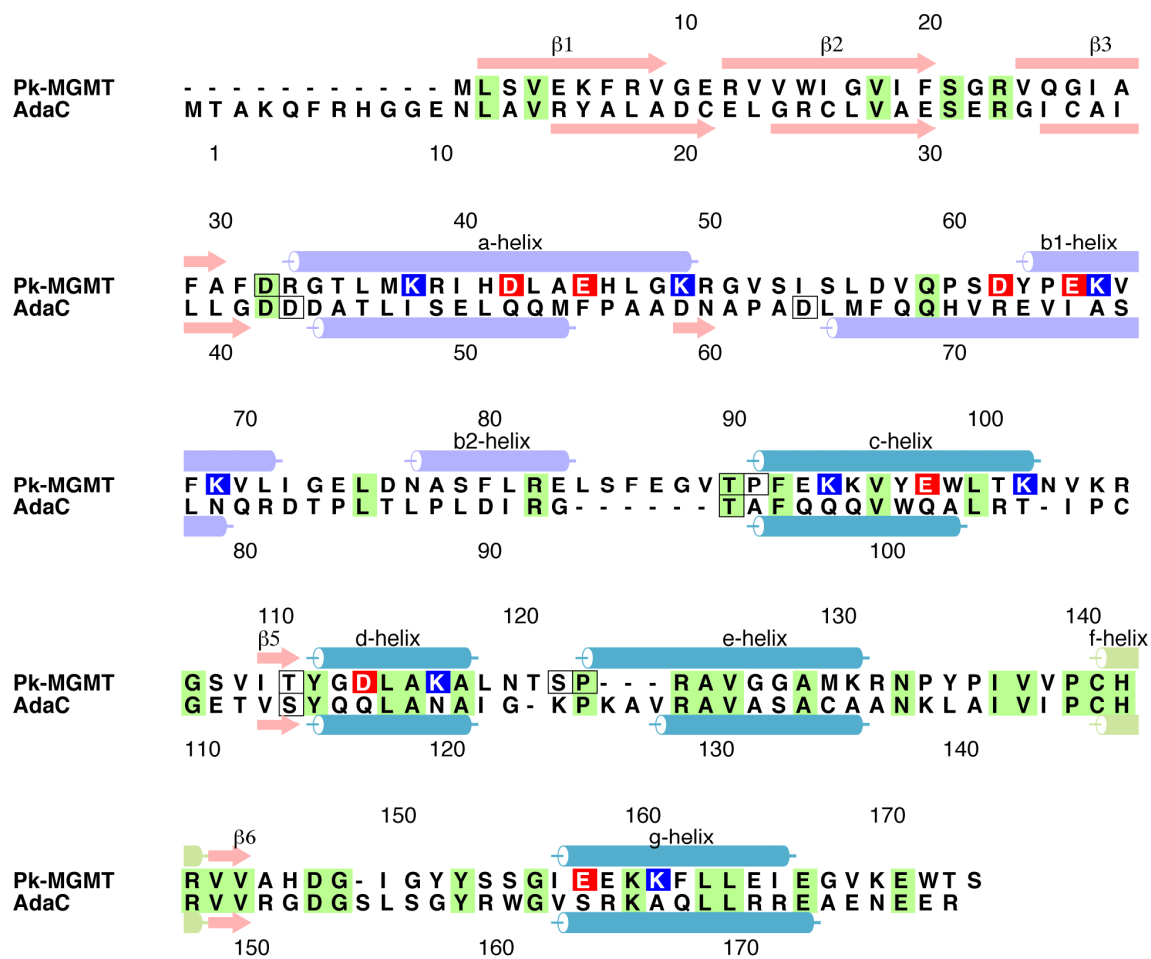 10 20
β1 β2 β3
Pk-MGMT - - - - - - - - - - - M L S V E K F R V G E R V V W I G V I F S G R V Q G I A
AdaC M T A K Q F R H G G E N L A V R Y A L A D C E L G R C L V A E S E R G I C A I
1 10 20 30
30 40 50 60
a-helix b1-helix
Pk-MGMT F A F D R G T L M K R I H D L A E H L G K R G V S I S L D V Q P S D Y P E K V
AdaC L L G D D D A T L I S E L Q Q M F P A A D N A P A D L M F Q Q H V R E V I A S
40 50 60 70
70 80 90 100
b2-helix c-helix
Pk-MGMT F K V L I G E L D N A S F L R E L S F E G V T P F E K K V Y E W L T K N V K R
AdaC L N Q R D T P L T L P L D I R G - - - - - - T A F Q Q Q V W Q A L R T - I P C
80 90 100
110 120 130 140
β5 d-helix e-helix f-helix
Pk-MGMT G S V I T Y G D L A K A L N T S P - - - R A V G G A M K R N P Y P I V V P C H
AdaC G E T V S Y Q Q L A N A I G - K P K A V R A V A S A C A A N K L A I V I P C H
110 120 130 140
150 160 170
β6 g-helix
Pk-MGMT R V V A H D G - I G Y Y S S G I E E K K F L L E I E G V K E W T S
AdaC R V V R G D G S L S G Y R W G V S R K A Q L L R R E A E N E E R
150 160 170